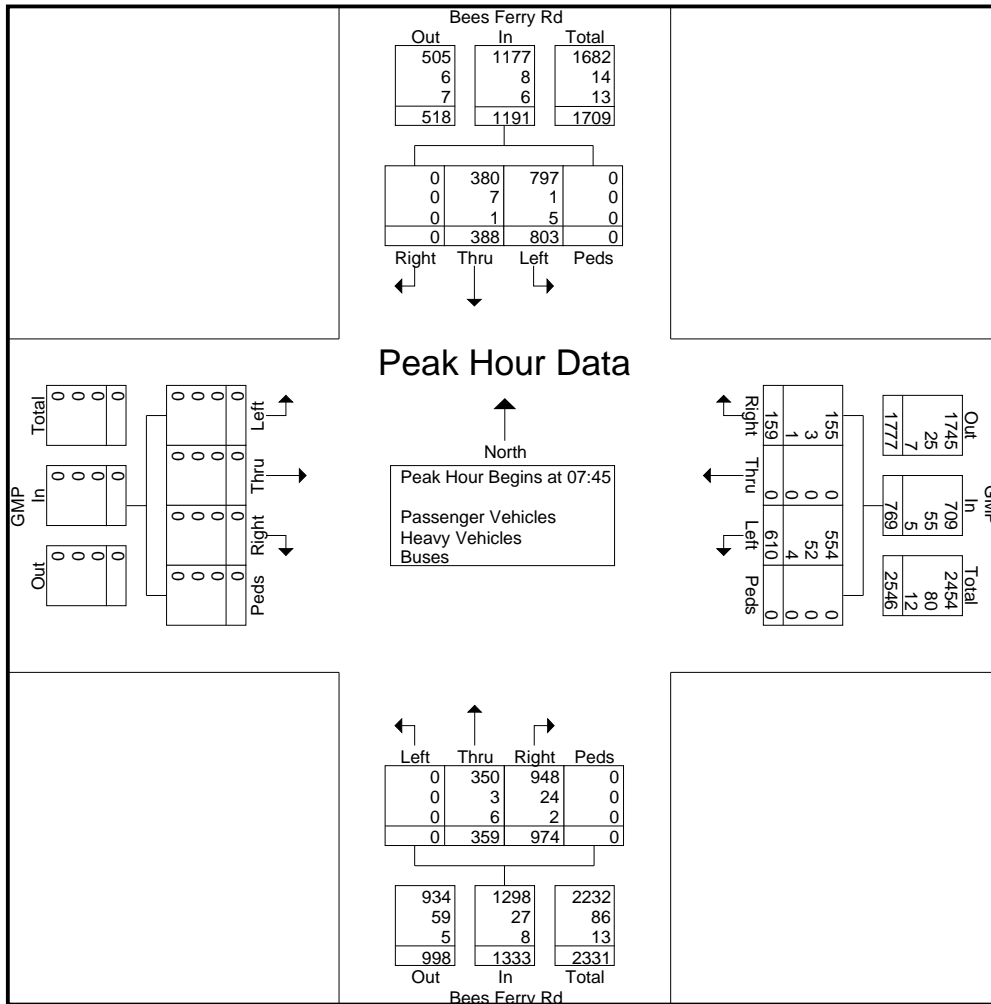 Bees Ferry Rd
Out In Total
505 1177 1682
6 8 14
7 6 13
518 1191 1709
0 380 797 0
0 7 1 0
0 1 5 0
0 388 803 0
Right Thru Left Peds
Peak Hour Data
North
Peak Hour Begins at 07:45
Passenger Vehicles
Heavy Vehicles
Buses
GMP
Total In Out
0 0 0
0 0 0
0 0 0
0 0 0
0 0 0 0
0 0 0 0
0 0 0 0
0 0 0 0
Left Thru Right Peds
GMP
Out In Total
1745 709 2454
25 55 80
7 5 12
1777 769 2546
155 0 554 0
3 0 52 0
1 0 4 0
159 0 610 0
Right Thru Left Peds
Left Thru Right Peds
0 350 948 0
0 3 24 0
0 6 2 0
0 359 974 0
934 1298 2232
59 27 86
5 8 13
998 1333 2331
Out In Total
Bees Ferry Rd